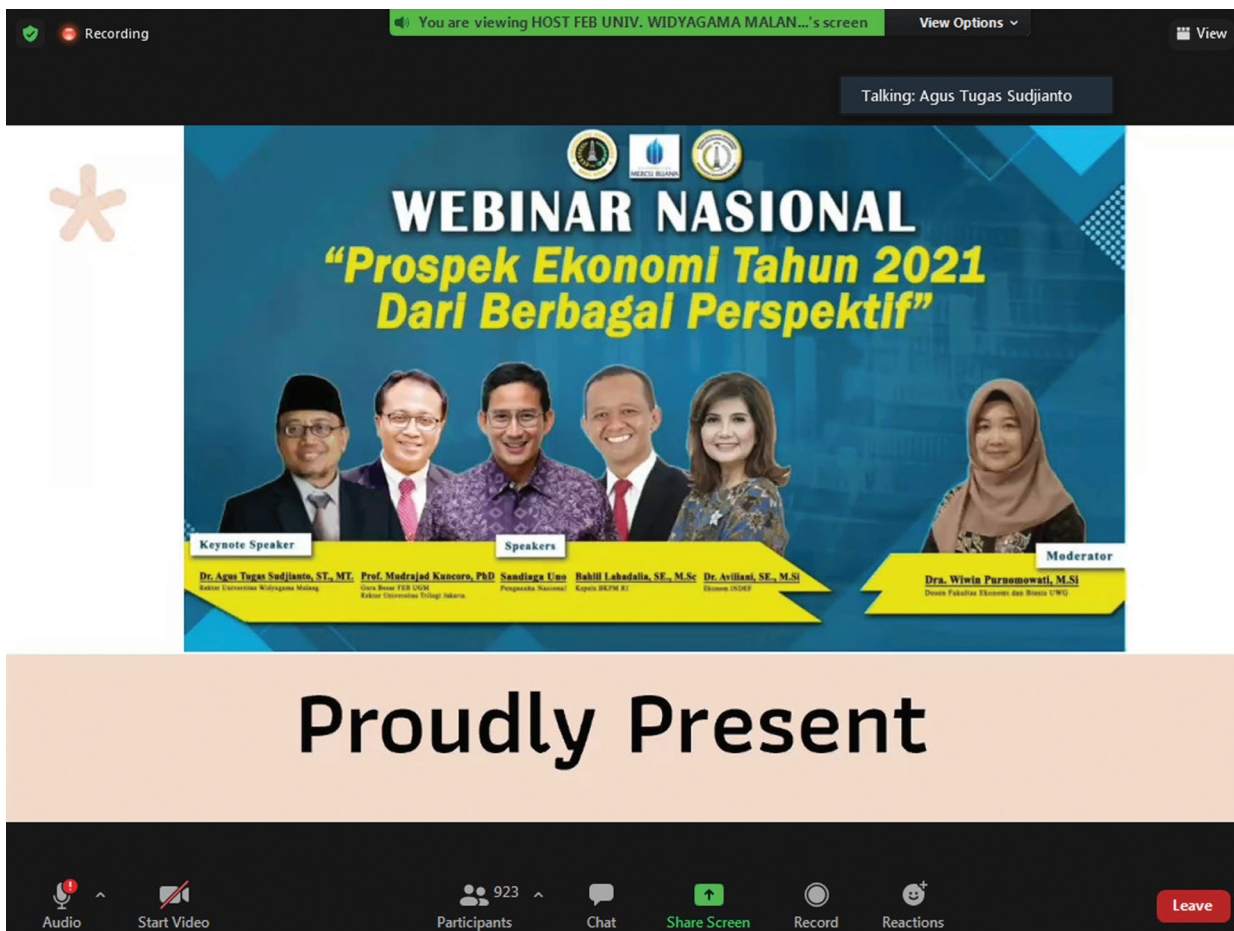 Recording
You are viewing HOST FEB UNIV. WIDYAGAMA MALAN...'s screen
View Options
View
Talking: Agus Tugas Sudjianto
MERCU BUANA
WEBINAR NASIONAL
“Prospek Ekonomi Tahun 2021
Dari Berbagai Perspektif”
Keynote Speaker
Speakers
Moderator
Dr. Agus Tugas Sudjianto, ST., MT.
Rektor Universitas Widyagama Malang
Prof. Mudrajad Kuocoro, PhD
Guru Besar FEB UGM
Rektor Universitas Trilogi Jakarta
Sandiaga Uno
Pengusaha Nasional
Bahlil Lahadalia, SE., M.Sc
Kepala BKPM RI
Dr. Aviliani, SE., M.Si
Ekonom INDEF
Dra. Wiwin Purnomowati, M.Si
Dosen Fakultas Ekonomi dan Bisnis UWG
Proudly Present
Audio
Start Video
923
Participants
Chat
Share Screen
Record
Reactions
Leave